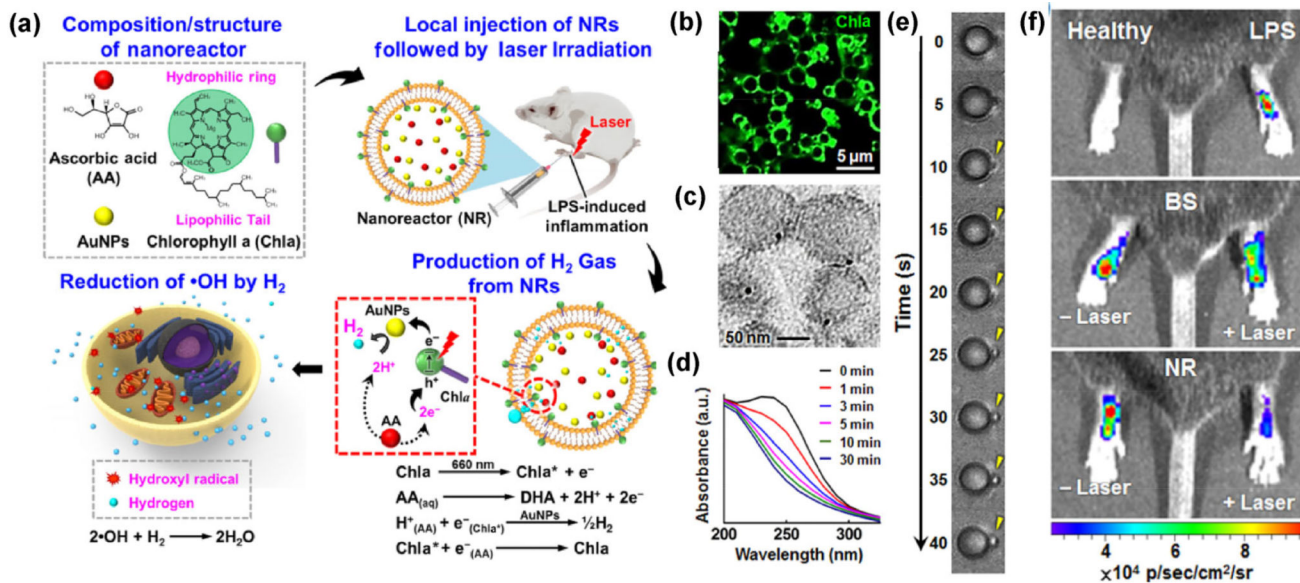 (a)
Composition/structure
of nanoreactor
Hydrophilic ring
Ascorbic acid
(AA)
AuNPs
Lipophilic Tail
Chlorophyll a (Chla)
Local injection of NRs
followed by laser Irradiation
Laser
Nanoreactor (NR)
LPS-induced
inflammation
Production of H₂ Gas
from NRs
AuNPs
H₂
e⁻
2H⁺
h⁺
Chla
2e⁻
AA
Chla 660 nm Chla* + e⁻
AA(aq) DHA + 2H⁺ + 2e⁻
H⁺(AA) + e⁻(Chla*) AuNPs ½H₂
Chla* + e⁻(AA) Chla
Reduction of •OH by H₂
Hydroxyl radical
Hydrogen
2•OH + H₂ 2H₂O
(b)
Chla
5 µm
(c)
50 nm
(d)
0 min
1 min
3 min
5 min
10 min
30 min
Absorbance (a.u.)
200 250 300
Wavelength (nm)
(e)
Time (s)
0
5
10
15
20
25
30
35
40
(f)
Healthy LPS
BS
– Laser + Laser
NR
– Laser + Laser
4 6 8
×10⁴ p/sec/cm²/sr